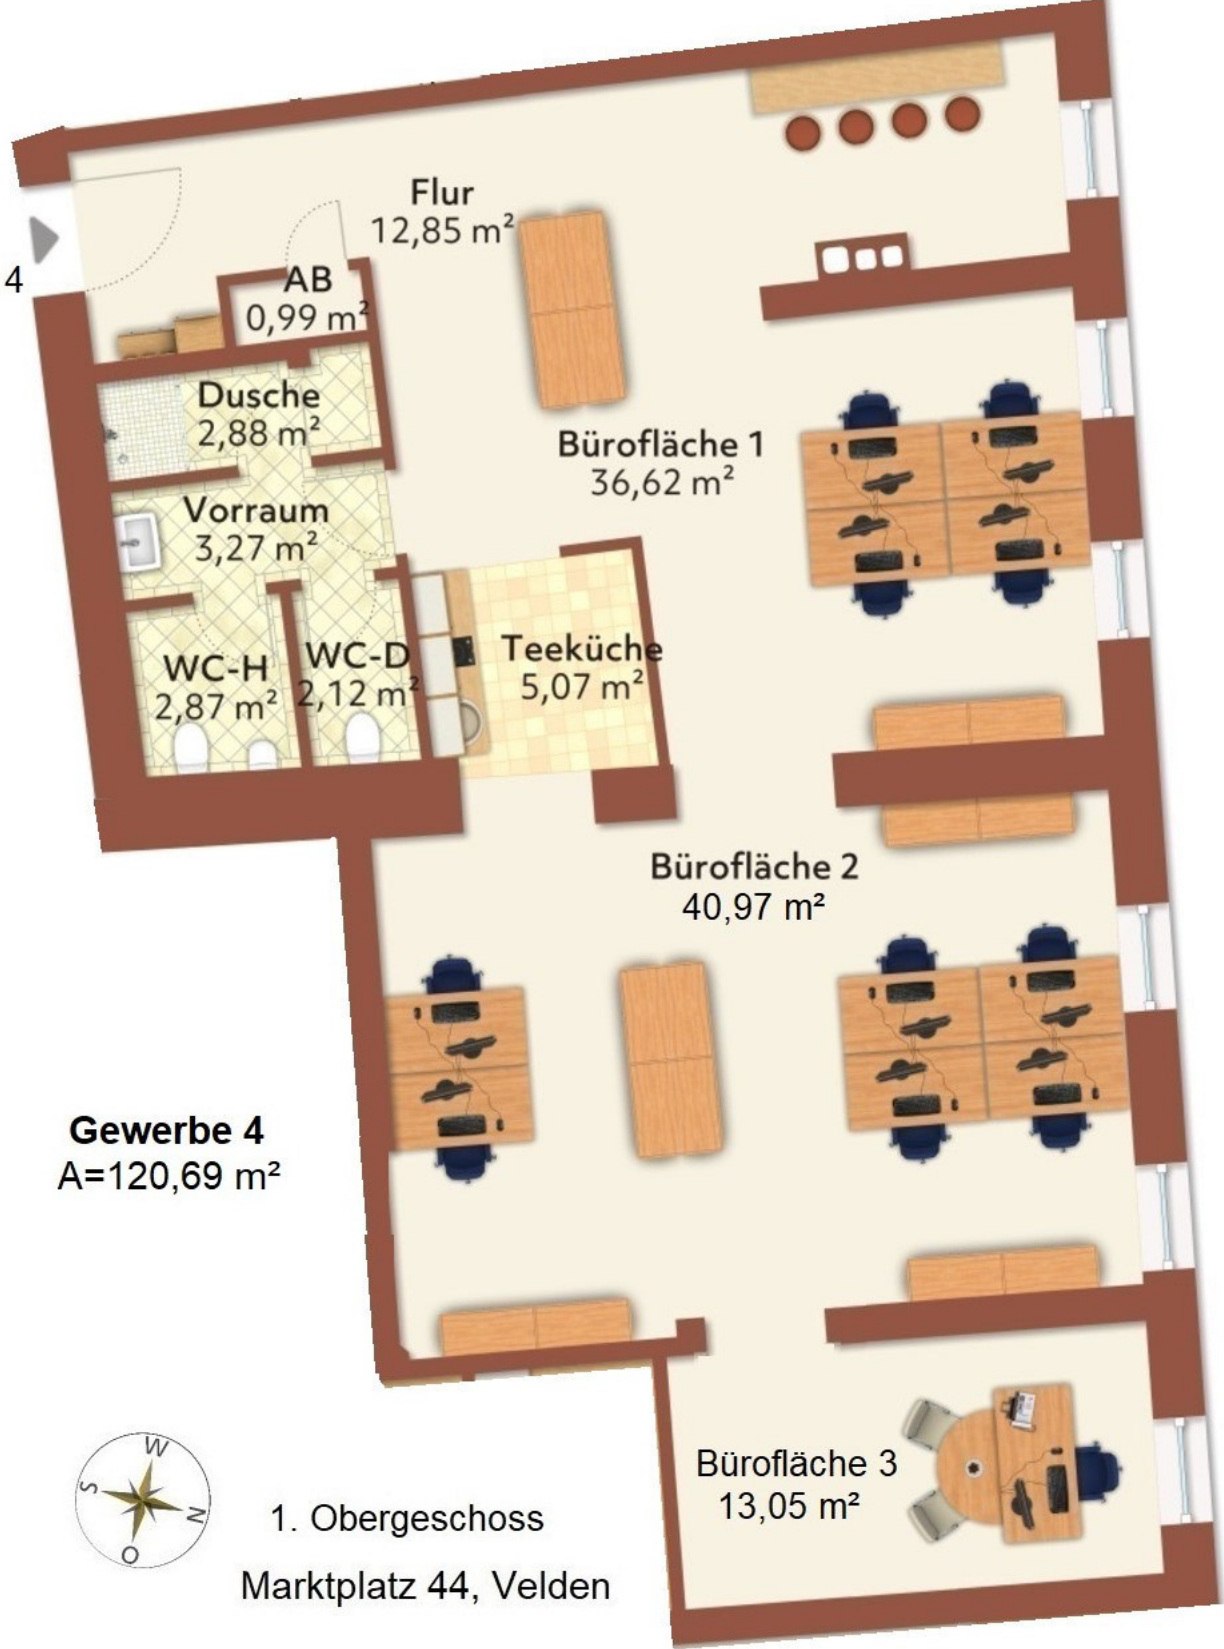 Flur
12,85 m²
4
AB
0,99 m²
Dusche
2,88 m²
Bürofläche 1
36,62 m²
Vorraum
3,27 m²
WC-H
2,87 m²
WC-D
2,12 m²
Teeküche
5,07 m²
Bürofläche 2
40,97 m²
Gewerbe 4
A=120,69 m²
Bürofläche 3
13,05 m²
W
S
N
O
1. Obergeschoss
Marktplatz 44, Velden